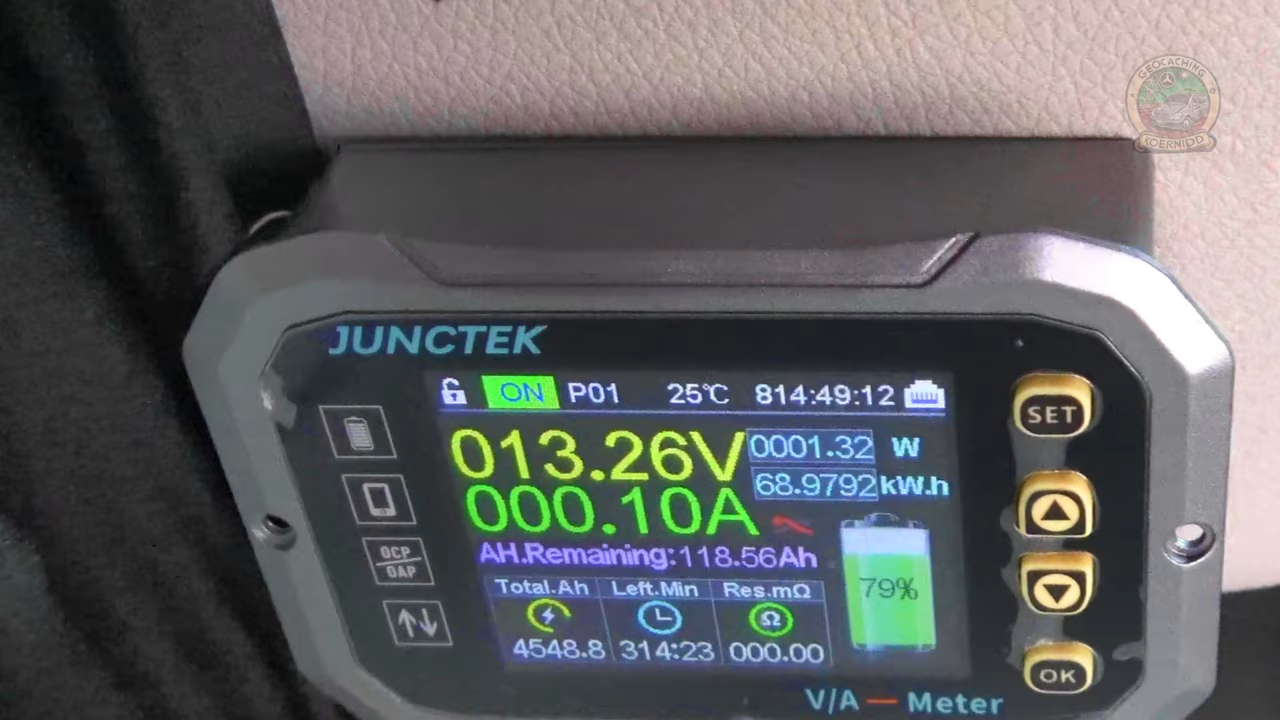 GEOCACHING
KOERNIDD
JUNCTEK
ON P01 25℃ 814:49:12
013.26V 0001.32 W
000.10A 68.9792 kW.h
AH.Remaining:118.56Ah
79%
Total.Ah Left.Min Res.mΩ
Ω
4548.8 314:23 000.00
OCP
OAP
SET
OK
V/A — Meter